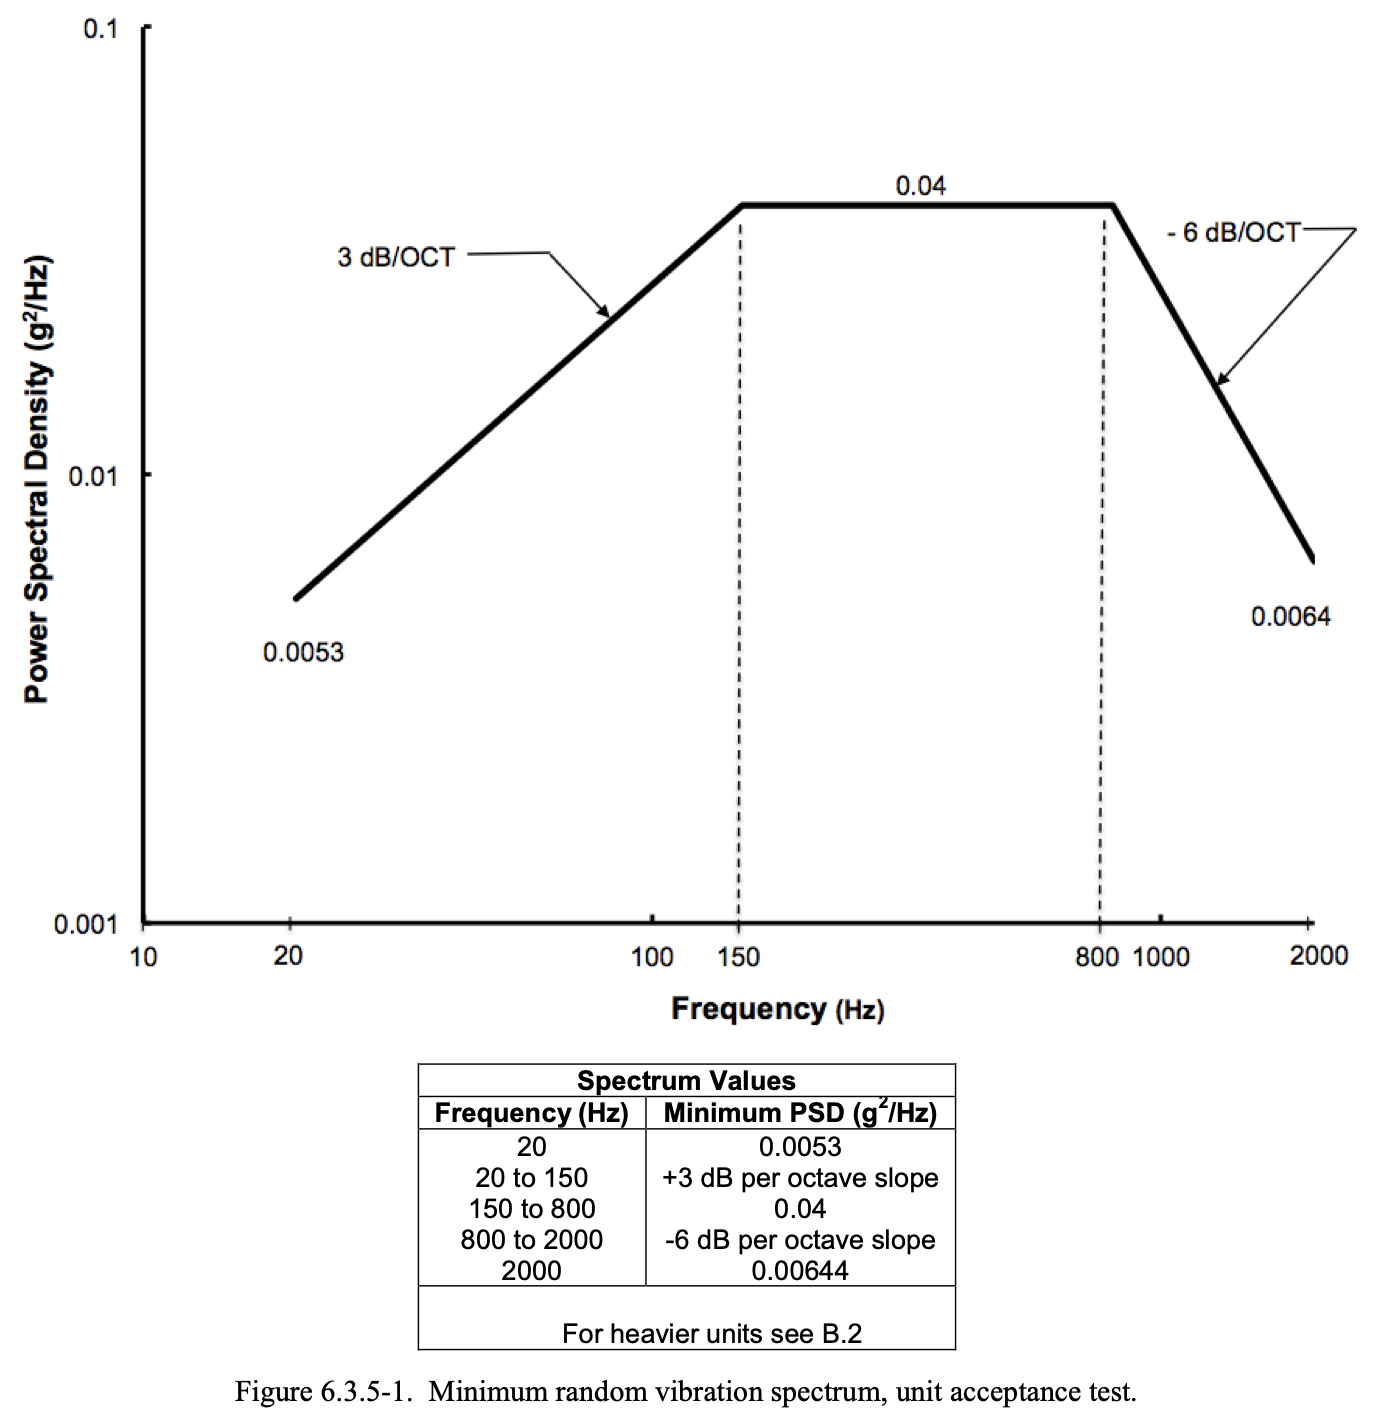 0.1
0.04
- 6 dB/OCT
3 dB/OCT
Power Spectral Density (g²/Hz)
0.01
0.0064
0.0053
0.001
10 20 100 150 800 1000 2000
Frequency (Hz)
Spectrum Values
Frequency (Hz) Minimum PSD (g²/Hz)
20 0.0053
20 to 150 +3 dB per octave slope
150 to 800 0.04
800 to 2000 -6 dB per octave slope
2000 0.00644
For heavier units see B.2
Figure 6.3.5-1. Minimum random vibration spectrum, unit acceptance test.